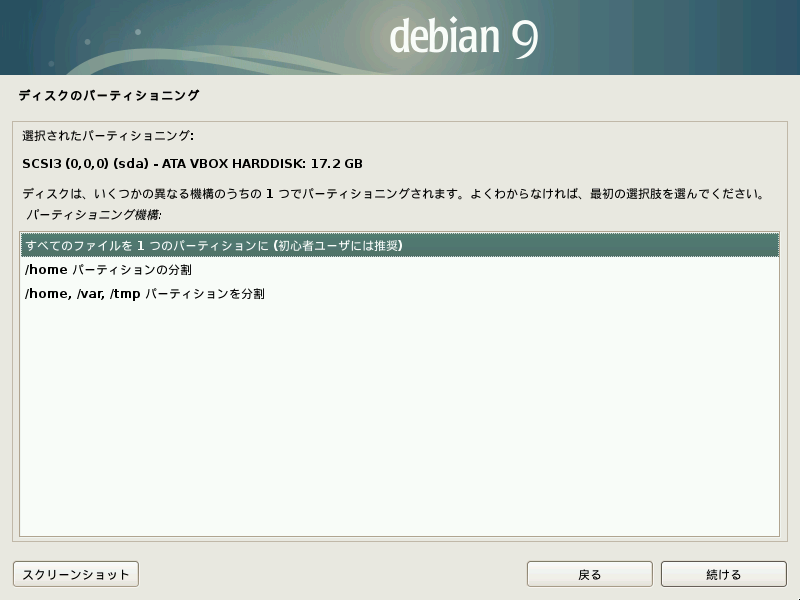 debian 9
ディスクのパーティショニング
選択されたパーティショニング:
SCSI3 (0,0,0) (sda) - ATA VBOX HARDDISK: 17.2 GB
ディスクは、いくつかの異なる機構のうちの 1 つでパーティショニングされます。よくわからなければ、最初の選択肢を選んでください。
パーティショニング機構:
すべてのファイルを 1 つのパーティションに (初心者ユーザには推奨)
/home パーティションの分割
/home, /var, /tmp パーティションを分割
スクリーンショット
戻る
続ける